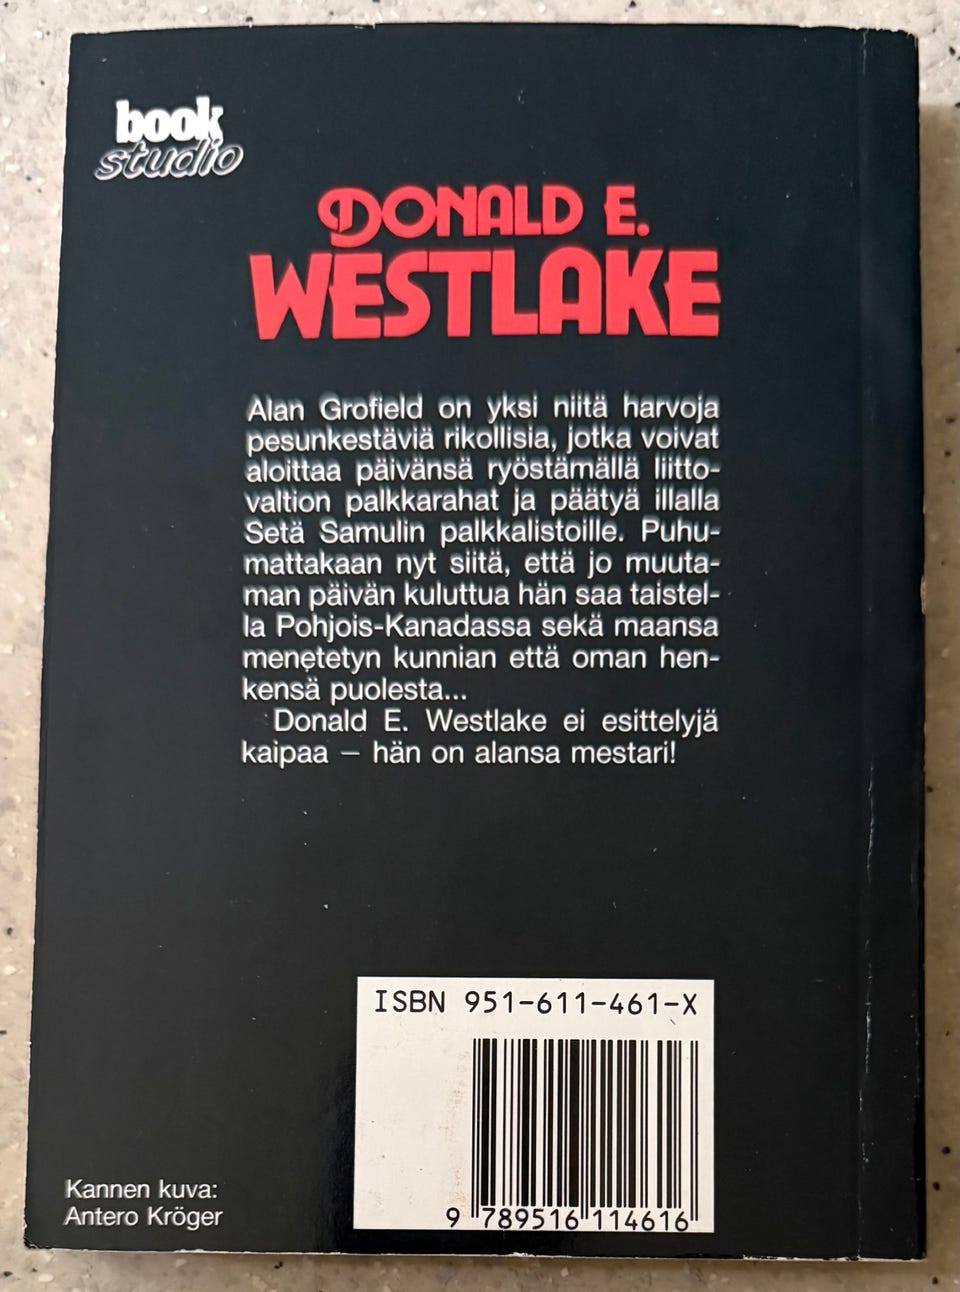 book
studio
DONALD E.
WESTLAKE
Alan Grofield on yksi niitä harvoja
pesunkestäviä rikollisia, jotka voivat
aloittaa päivänsä ryöstämällä liitto-
valtion palkkarahat ja päätyä illalla
Setä Samulin palkkalistoille. Puhu-
mattakaan nyt siitä, että jo muuta-
man päivän kuluttua hän saa taistel-
la Pohjois-Kanadassa sekä maansa
menetetyn kunnian että oman hen-
kensä puolesta...
Donald E. Westlake ei esittelyjä
kaipaa – hän on alansa mestari!
ISBN 951-611-461-X
9 789516 114616
Kannen kuva:
Antero Kröger